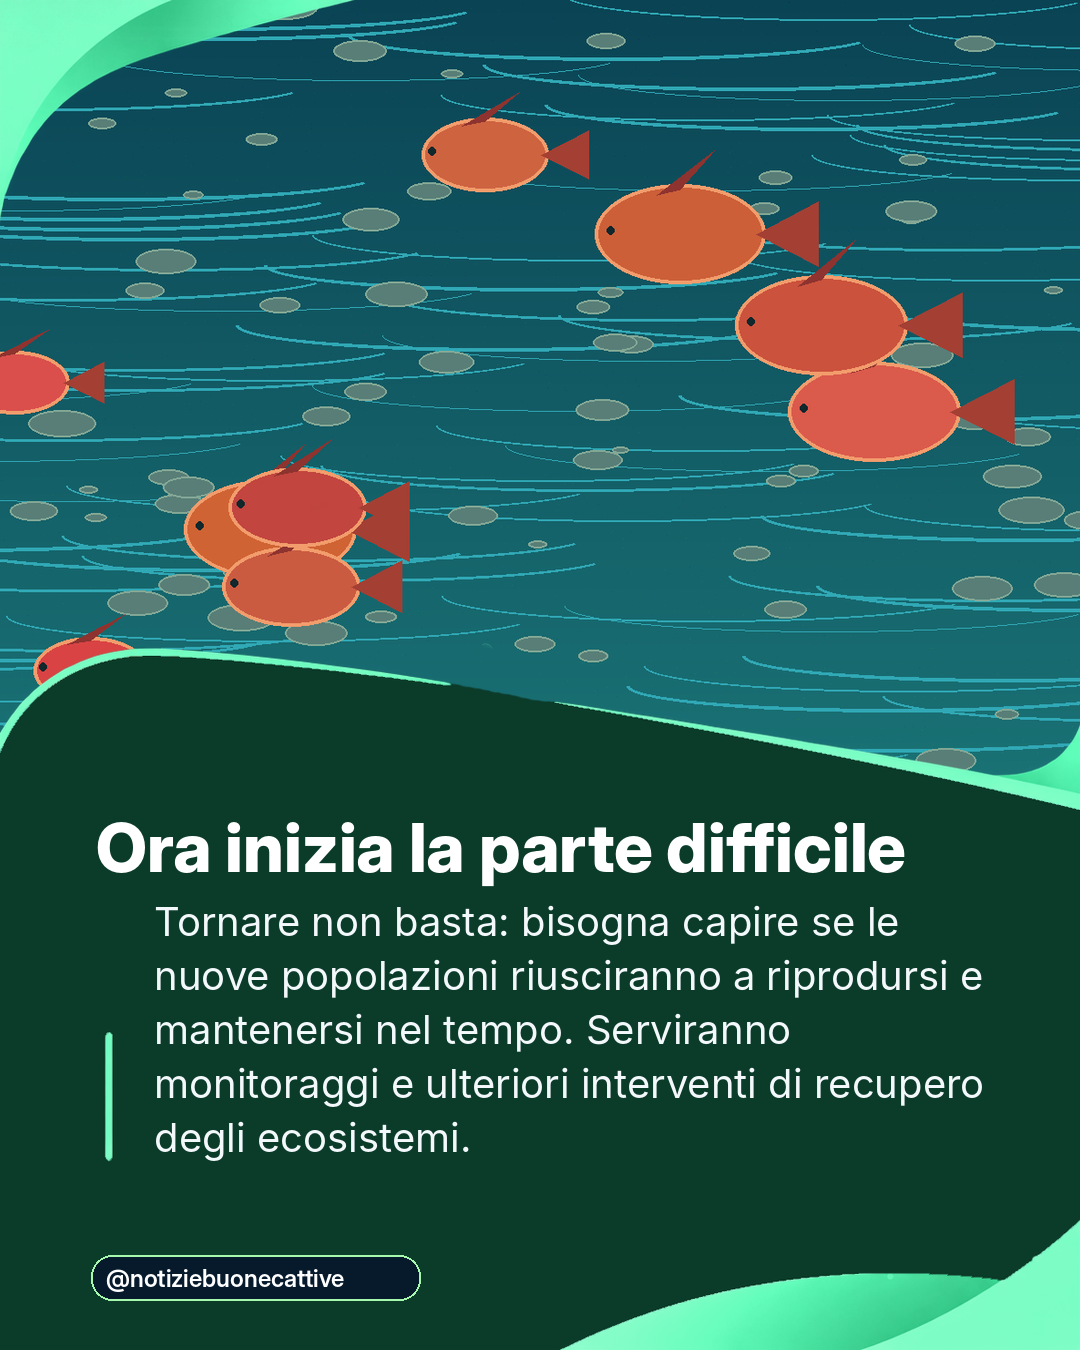 Ora inizia la parte difficile
Tornare non basta: bisogna capire se le
nuove popolazioni riusciranno a riprodursi e
mantenersi nel tempo. Serviranno
monitoraggi e ulteriori interventi di recupero
degli ecosistemi.
@notiziebuonecattive